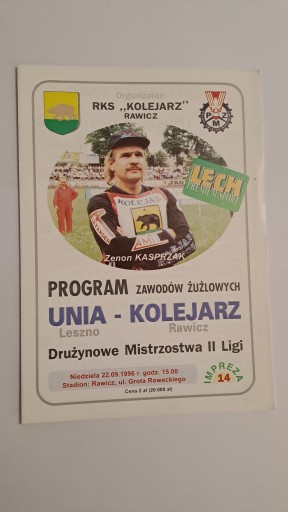 Organizator:
RKS „KOLEJARZ”
RAWICZ
PZM
LECH
PREMIUM SPORT
KOLEJARZ
Zenon KASPRZAK
PROGRAM ZAWODÓW ŻUŻLOWYCH
UNIA - KOLEJARZ
Leszno Rawicz
Drużynowe Mistrzostwa II Ligi
Niedziela 22.09.1996 r. godz. 15.00
Stadion: Rawicz, ul. Grota Roweckiego
Cena 2 zł (20.000 zł)
IMPREZA
14